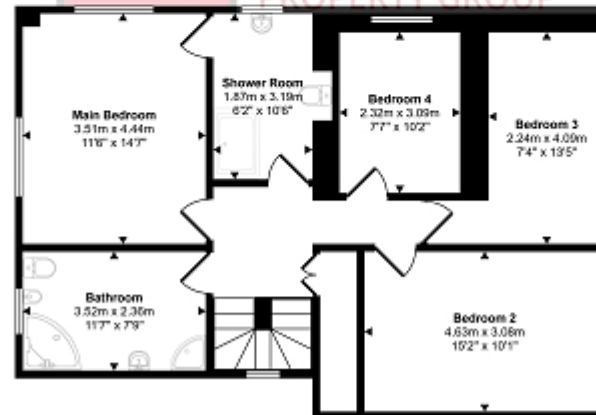 PROPERTY GROUP
Main Bedroom
3.51m x 4.44m
11'6" x 14'7"
Shower Room
1.87m x 3.19m
6'2" x 10'6"
Bedroom 4
2.32m x 3.09m
7'7" x 10'2"
Bedroom 3
2.24m x 4.09m
7'4" x 13'5"
Bathroom
3.52m x 2.36m
11'7" x 7'9"
Bedroom 2
4.63m x 3.08m
15'2" x 10'1"